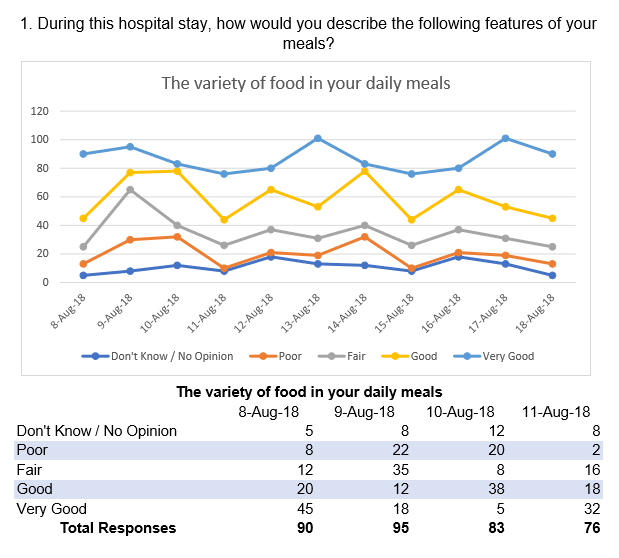 1. During this hospital stay, how would you describe the following features of your
meals?
The variety of food in your daily meals
120
100
80
60
40
20
0
8-Aug-18 9-Aug-18 10-Aug-18 11-Aug-18 12-Aug-18 13-Aug-18 14-Aug-18 15-Aug-18 16-Aug-18 17-Aug-18 18-Aug-18
Don't Know / No Opinion Poor Fair Good Very Good
The variety of food in your daily meals
8-Aug-18 9-Aug-18 10-Aug-18 11-Aug-18
Don't Know / No Opinion 5 8 12 8
Poor 8 22 20 2
Fair 12 35 8 16
Good 20 12 38 18
Very Good 45 18 5 32
Total Responses 90 95 83 76